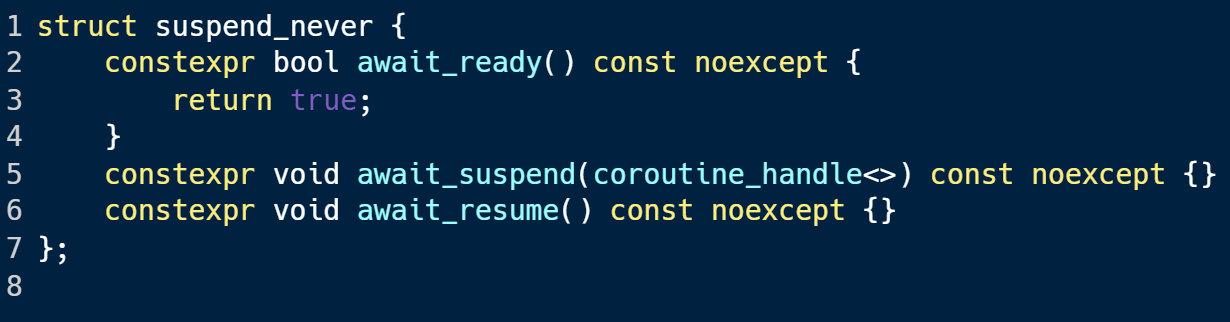 1 struct suspend_never {
2     constexpr bool await_ready() const noexcept {
3         return true;
4     }
5     constexpr void await_suspend(coroutine_handle<>) const noexcept {}
6     constexpr void await_resume() const noexcept {}
7 };
8